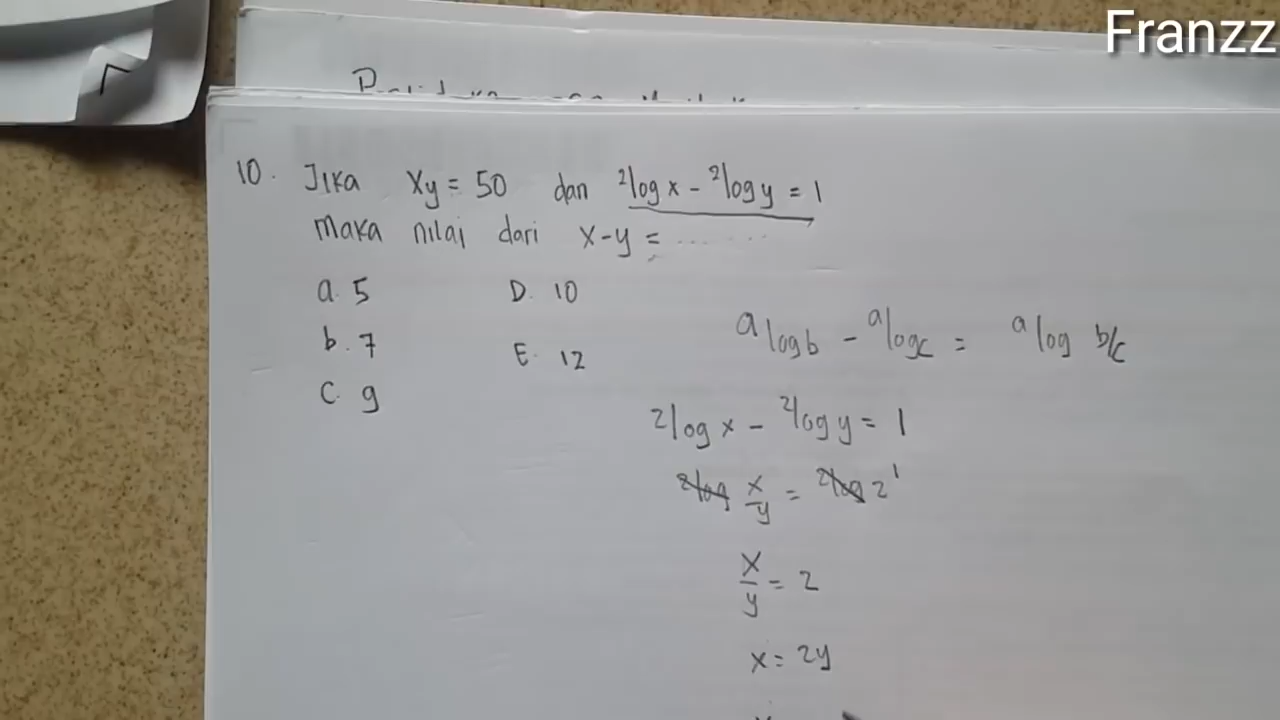 Franzz
10. Jika xy = 50 dan ²log x - ²log y = 1
maka nilai dari x-y = ........
a. 5 D. 10
b. 7 E. 12
C. 9
ᵃlog b - ᵃlog c = ᵃlog b/c
²log x - ²log y = 1
²log x/y = ²log 2¹
x/y = 2
x = 2y